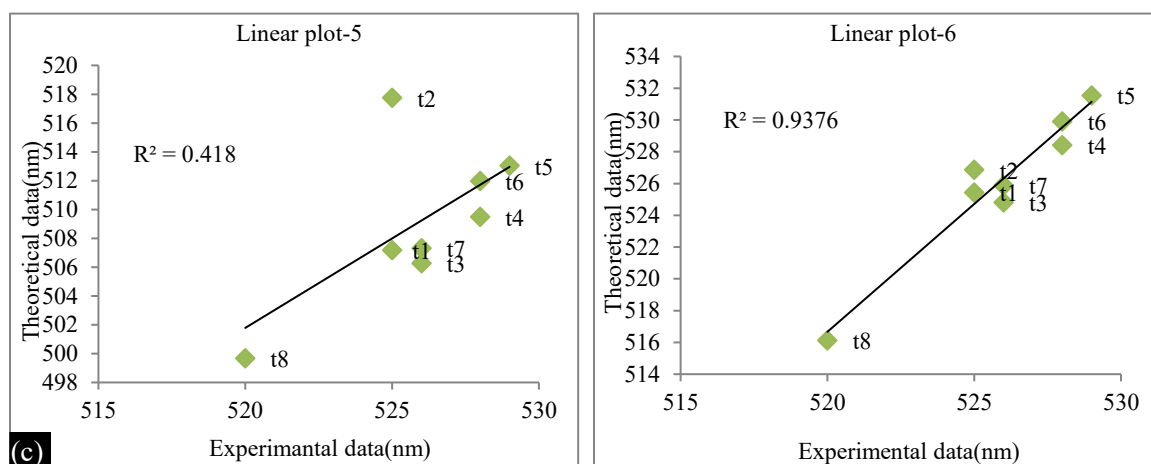 Linear plot-5
Theoretical data(nm)
520
518
516
514
512
510
508
506
504
502
500
498
R² = 0.418
t2
t5
t6
t4
t7
t1
t3
t8
515
520
525
530
Experimantal data(nm)
(c)
Linear plot-6
Theoretical data(nm)
534
532
530
528
526
524
522
520
518
516
514
R² = 0.9376
t5
t6
t4
t2
t7
t1
t3
t8
515
520
525
530
Experimental data(nm)